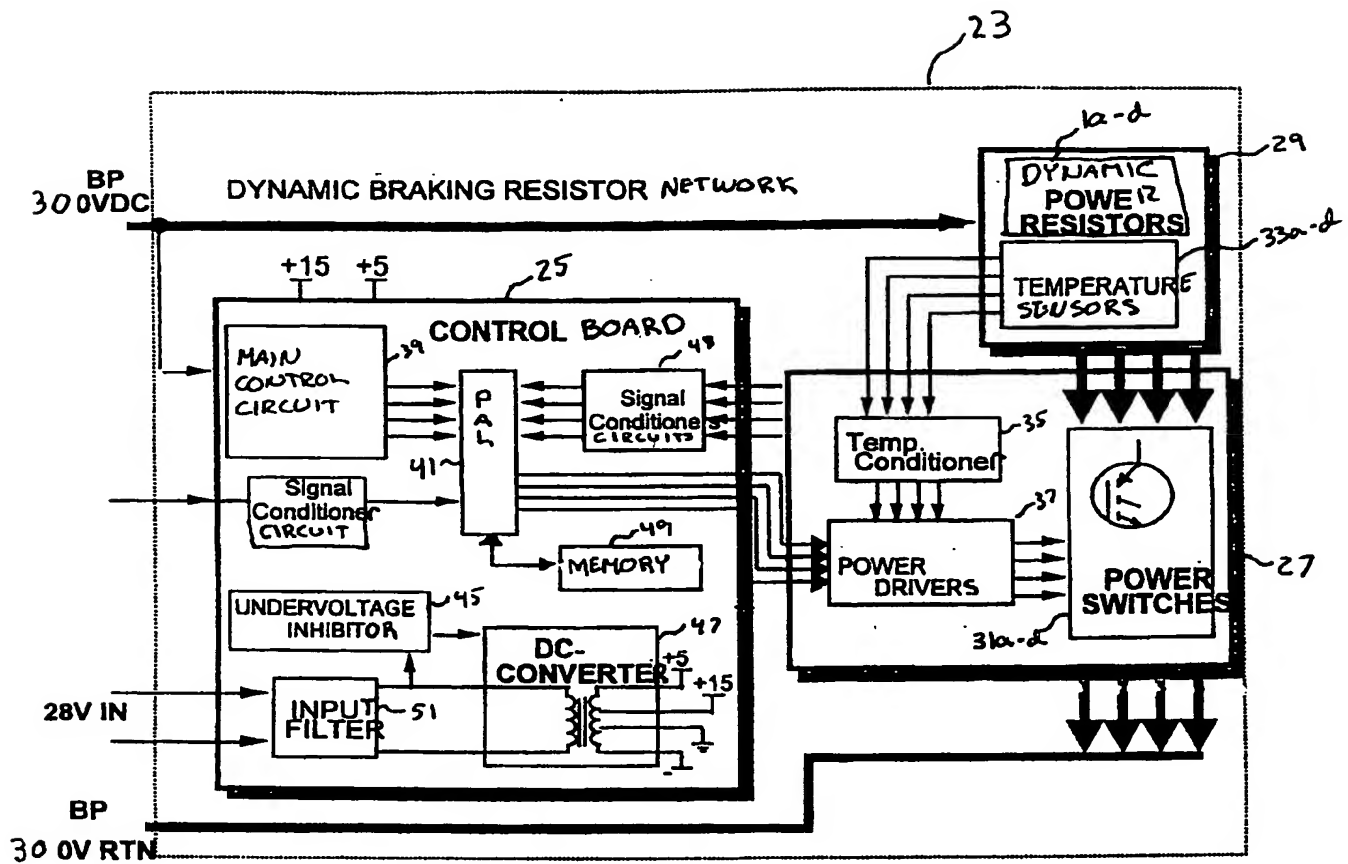 23
1a-d
29
BP
300VDC
DYNAMIC BRAKING RESISTOR NETWORK
DYNAMIC
POWER
RESISTORS
33a-d
TEMPERATURE
SENSORS
+15
+5
25
CONTROL BOARD
MAIN
CONTROL
CIRCUIT
39
PAL
41
48
Signal
Conditioners
CIRCUITS
Temp.
Conditioner
35
Signal
Conditioner
CIRCUIT
49
MEMORY
37
POWER
DRIVERS
POWER
SWITCHES
27
31a-d
UNDERVOLTAGE
INHIBITOR
45
47
DC-
CONVERTER
+5
+15
28V IN
INPUT
FILTER
51
BP
300V RTN